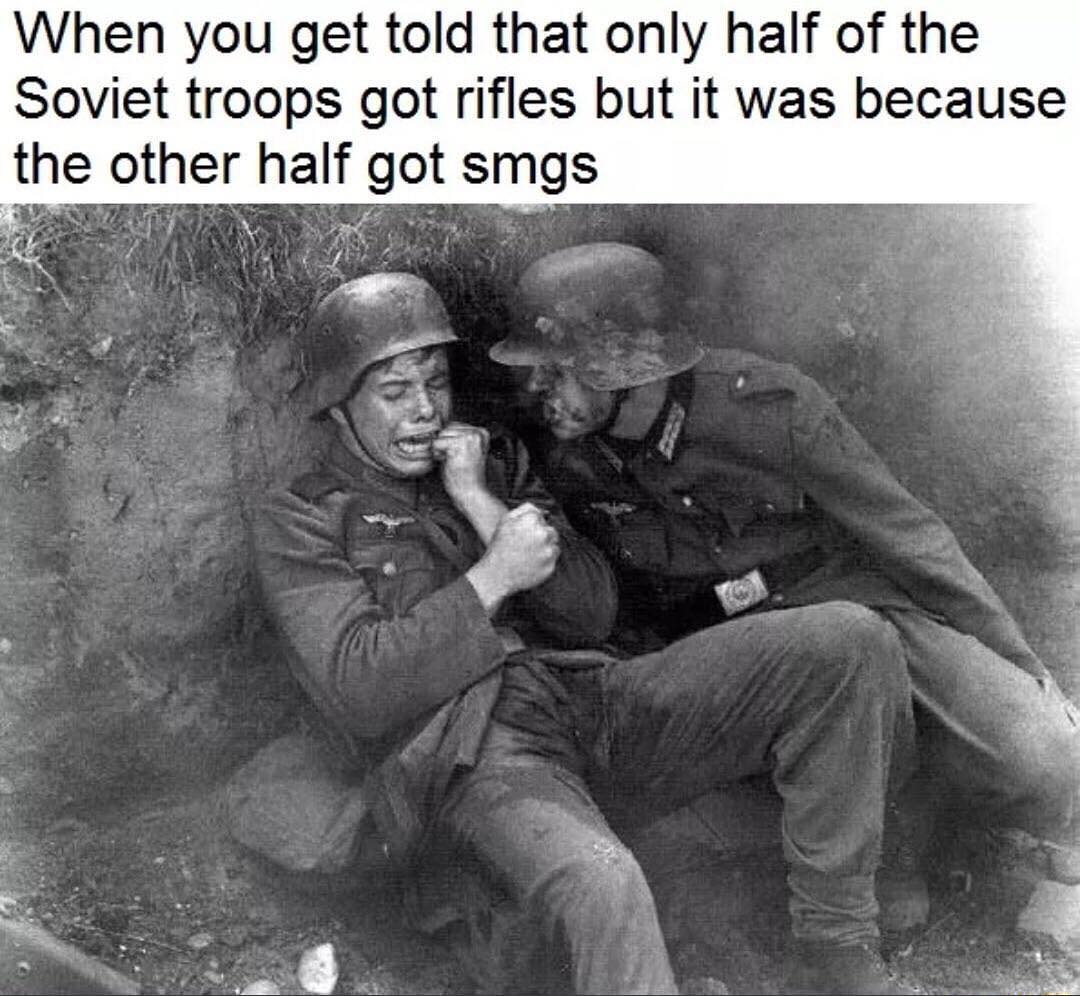 When you get told that only half of the
Soviet troops got rifles but it was because
the other half got smgs